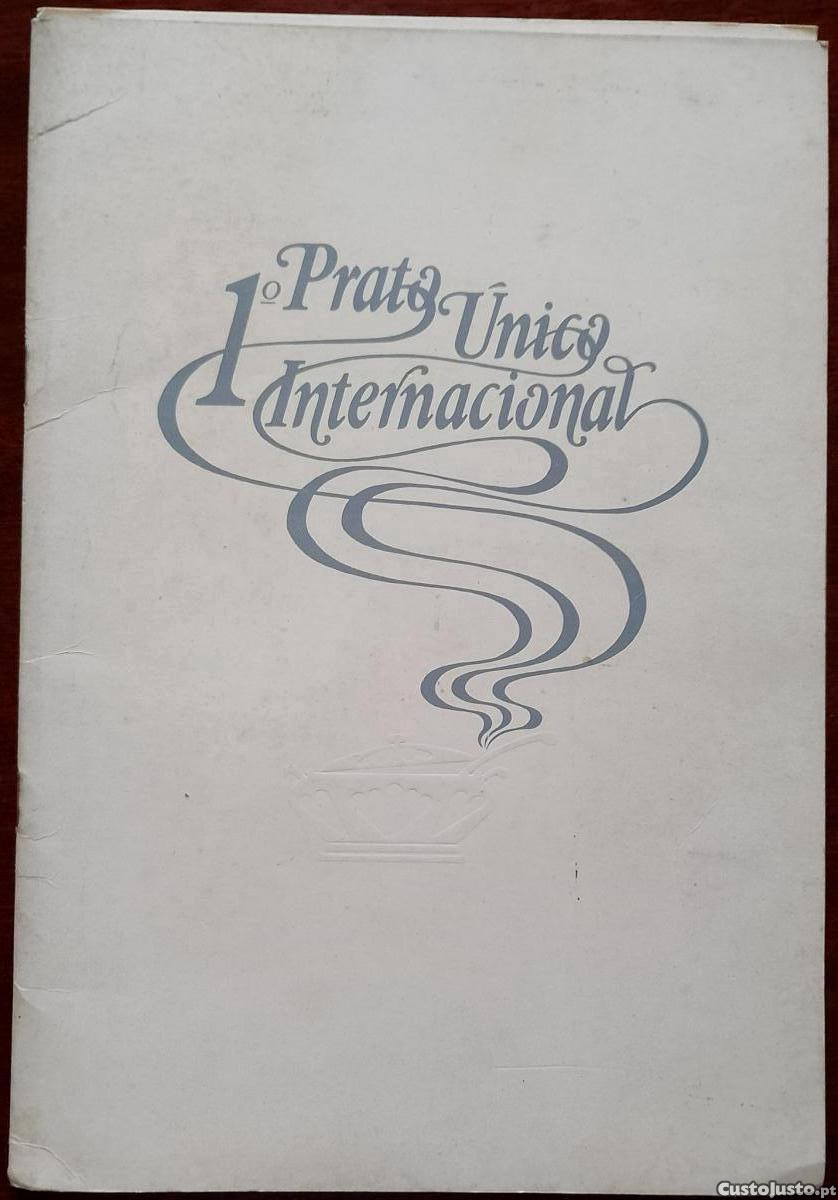 1º Prato Único
Internacional
CustoJusto.pt